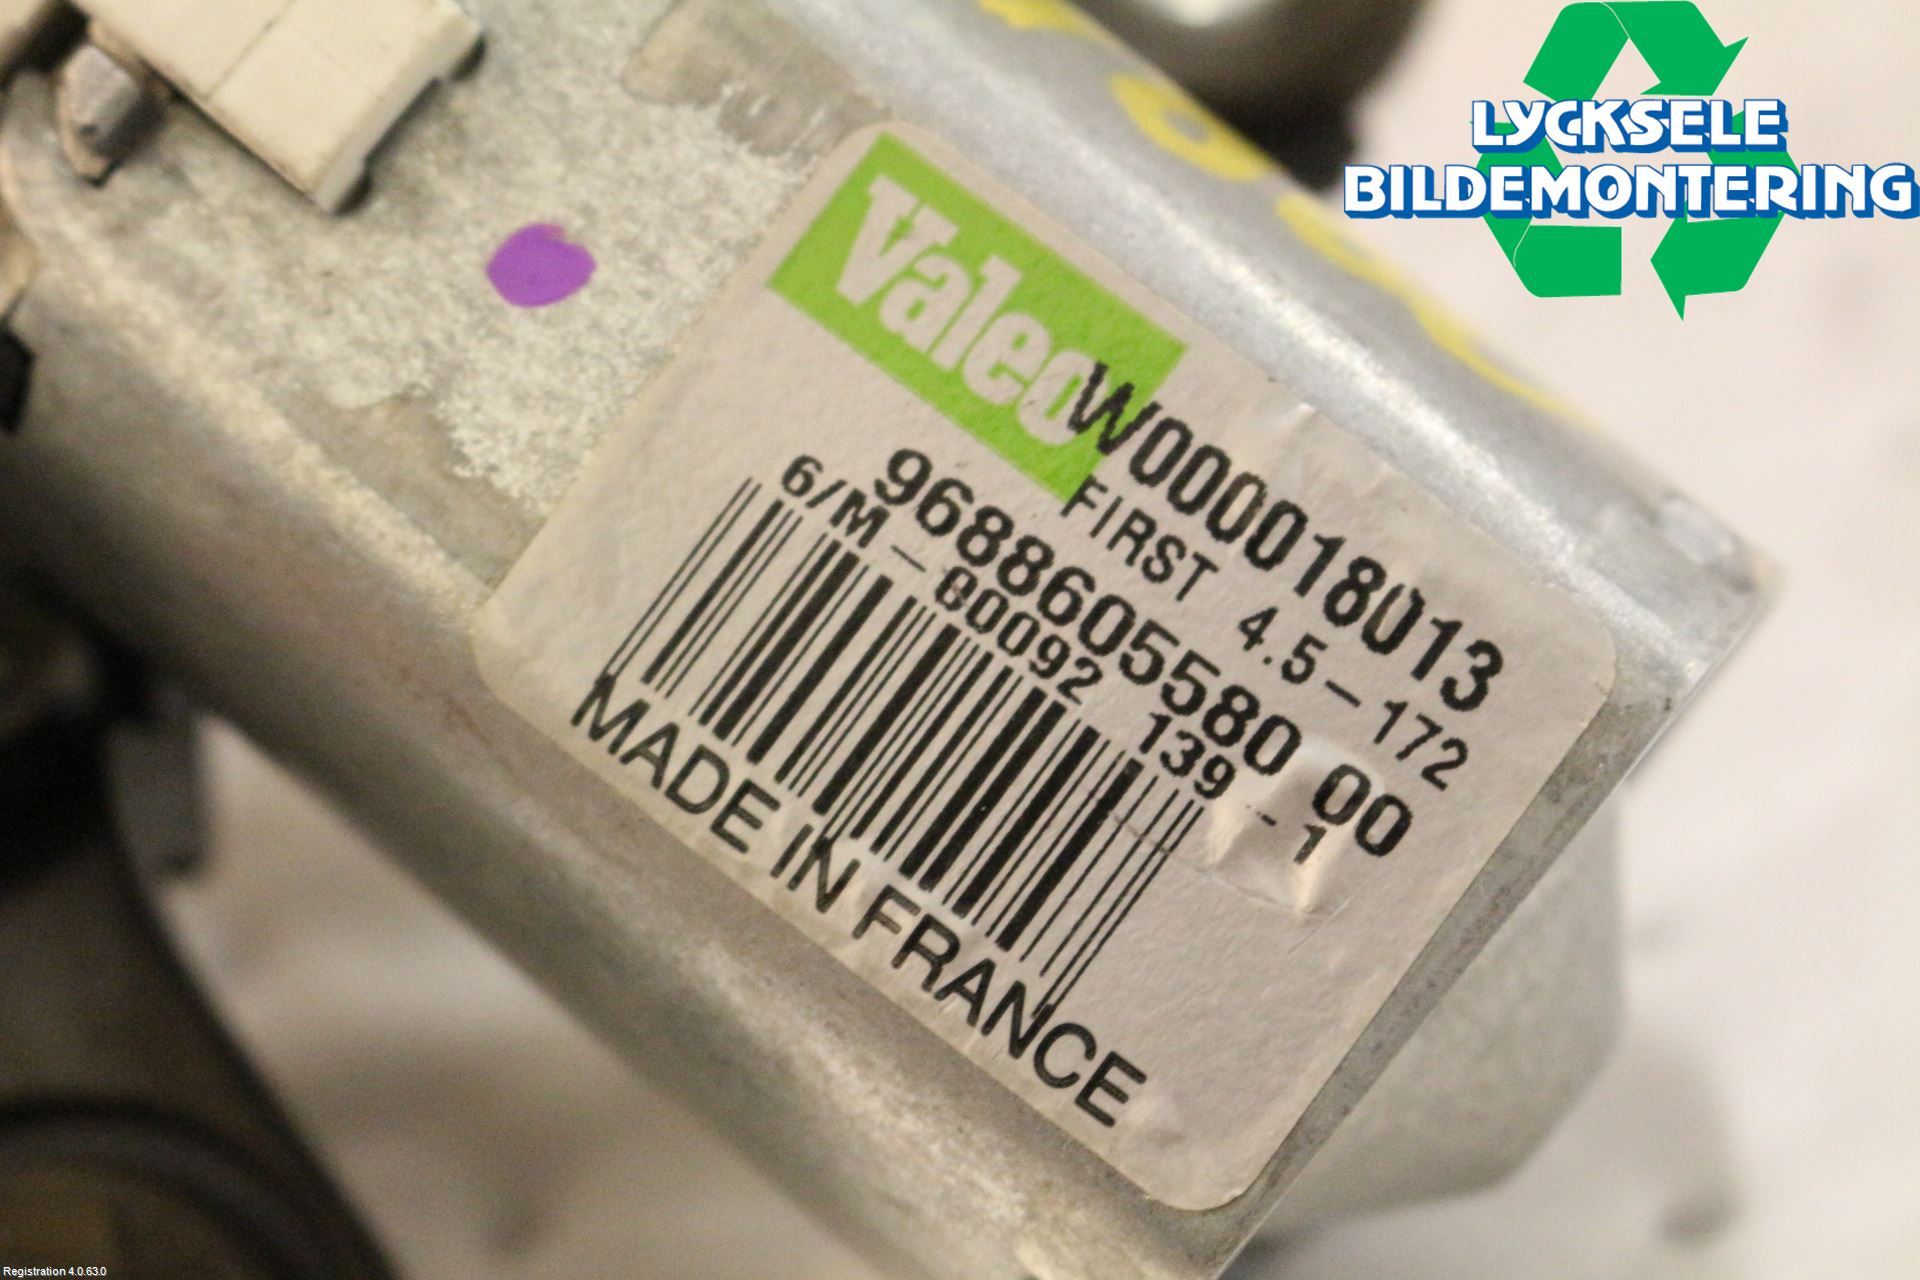 LYCKSELE
BILDEMONTERING
Valeo
W000018013
FIRST 4.5-172
9688605580 00
6/M-80092 139-1
MADE IN FRANCE
Registration 4.0.63.0